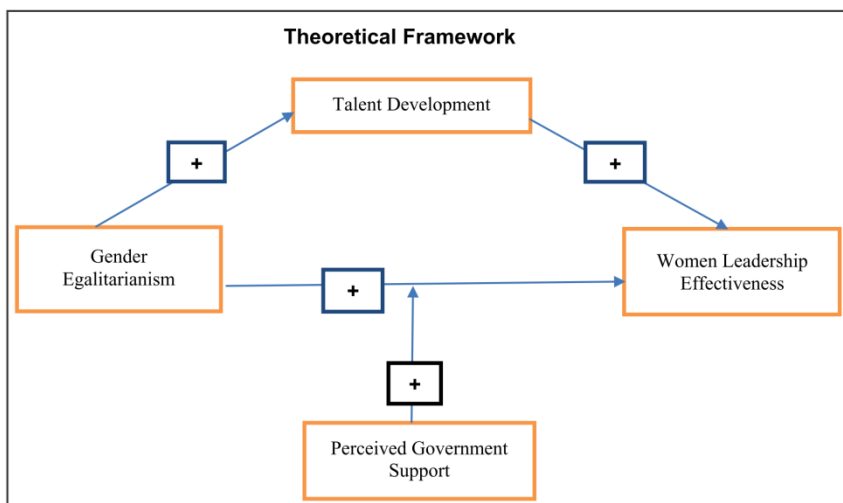 Theoretical Framework
Talent Development
+
+
Gender
Egalitarianism
Women Leadership
Effectiveness
+
+
Perceived Government
Support